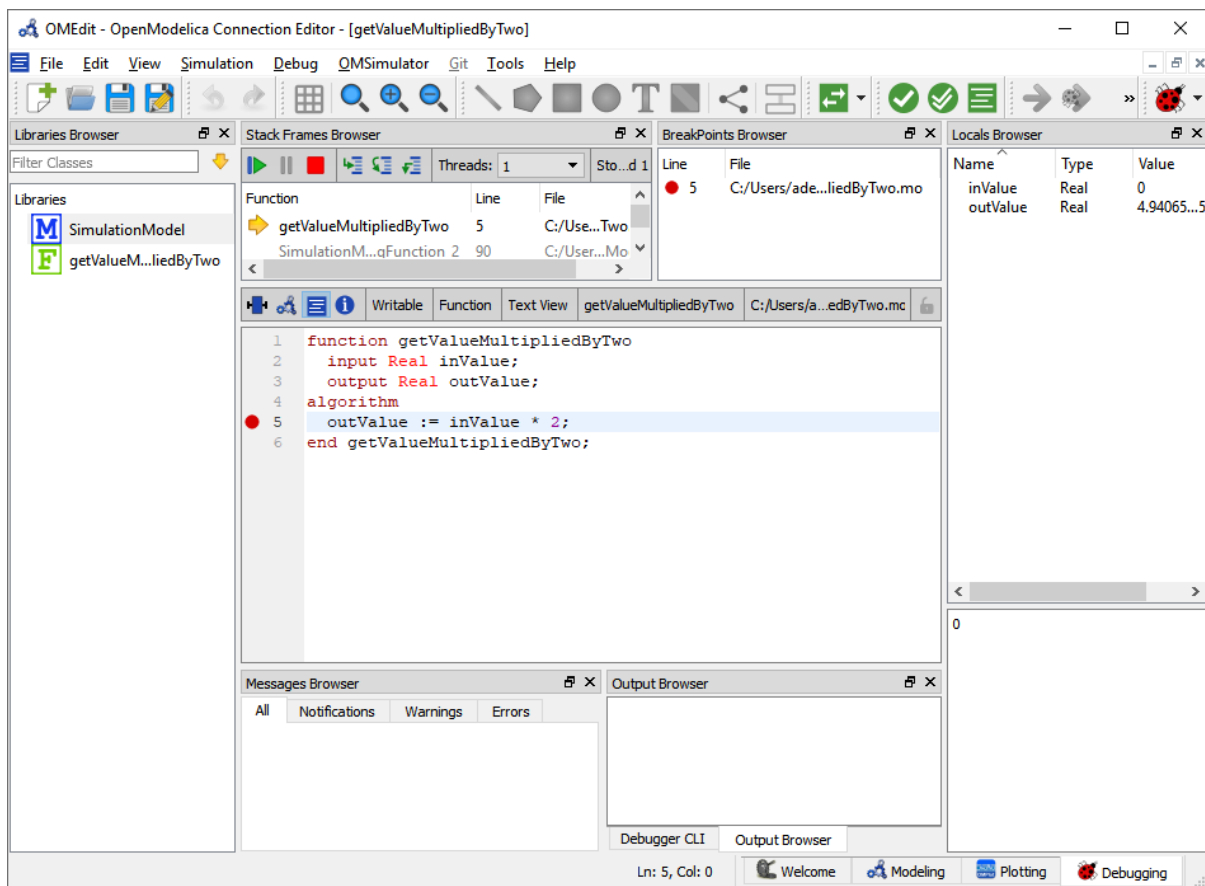 OMEdit - OpenModelica Connection Editor - [getValueMultipliedByTwo]
File Edit View Simulation Debug OMSimulator Git Tools Help
Libraries Browser
Filter Classes
Libraries
SimulationModel
getValueM...liedByTwo
Stack Frames Browser
Threads: 1 Sto...d 1
Function Line File
getValueMultipliedByTwo 5 C:/Use...Two
SimulationM...qFunction_2 90 C:/User...Mo
BreakPoints Browser
Line File
5 C:/Users/ade...liedByTwo.mo
Locals Browser
Name Type Value
inValue Real 0
outValue Real 4.94065...5
0
Writable Function Text View getValueMultipliedByTwo C:/Users/a...edByTwo.mo
1 function getValueMultipliedByTwo
2 input Real inValue;
3 output Real outValue;
4 algorithm
5 outValue := inValue * 2;
6 end getValueMultipliedByTwo;
Messages Browser
All Notifications Warnings Errors
Output Browser
Debugger CLI Output Browser
Ln: 5, Col: 0 Welcome Modeling Plotting Debugging